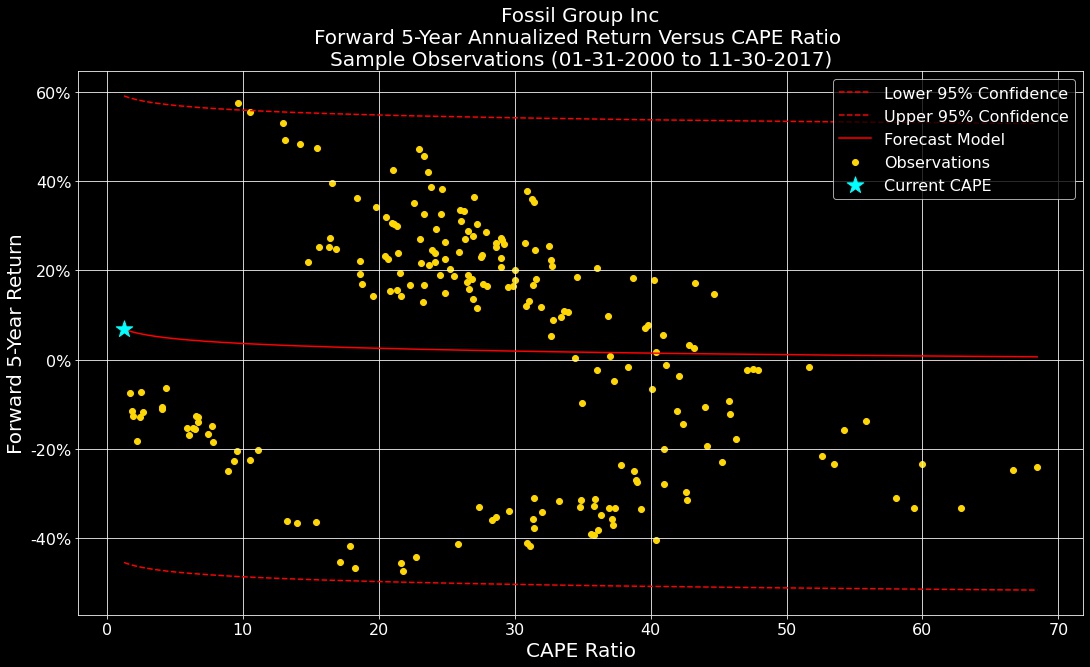 Fossil Group Inc
Forward 5-Year Annualized Return Versus CAPE Ratio
Sample Observations (01-31-2000 to 11-30-2017)
Lower 95% Confidence
Upper 95% Confidence
Forecast Model
Observations
Current CAPE
Forward 5-Year Return
60%
40%
20%
0%
-20%
-40%
0 10 20 30 40 50 60 70
CAPE Ratio